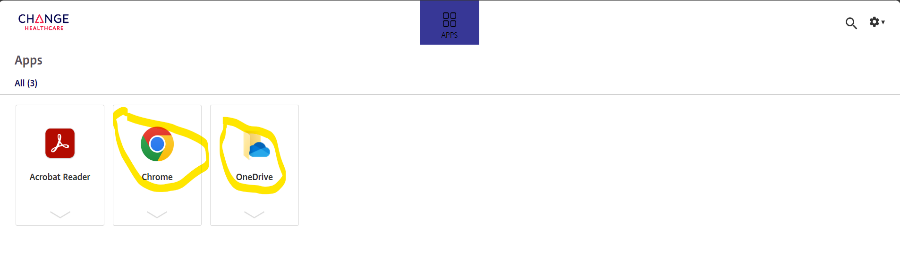 CHANGE
HEALTHCARE
APPS
Apps
All (3)
Acrobat Reader
Chrome
OneDrive